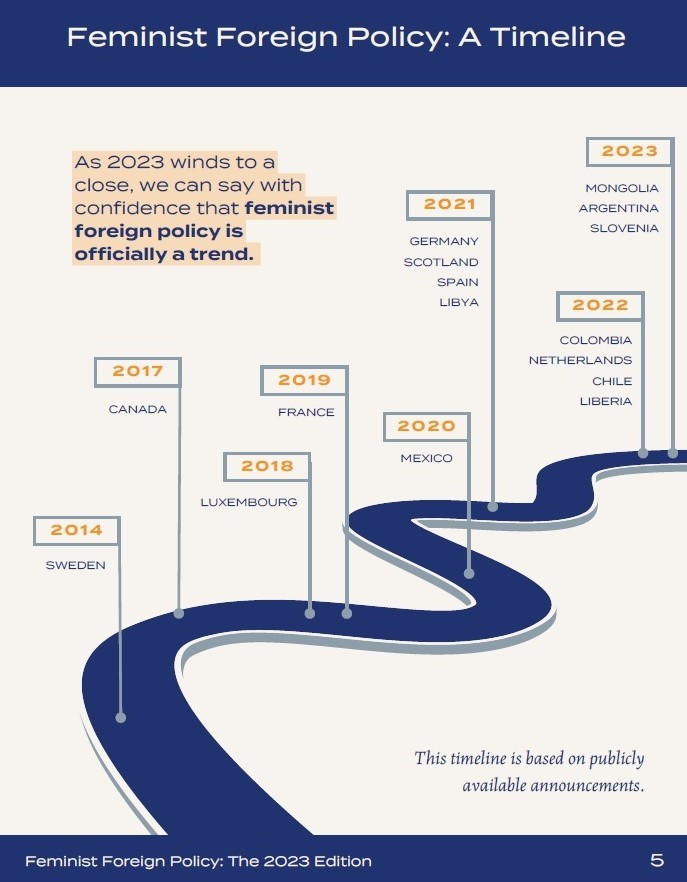 Feminist Foreign Policy: A Timeline
As 2023 winds to a
close, we can say with
confidence that feminist
foreign policy is
officially a trend.
2014
SWEDEN
2017
CANADA
2018
LUXEMBOURG
2019
FRANCE
2020
MEXICO
2021
GERMANY
SCOTLAND
SPAIN
LIBYA
2022
COLOMBIA
NETHERLANDS
CHILE
LIBERIA
2023
MONGOLIA
ARGENTINA
SLOVENIA
This timeline is based on publicly
available announcements.
Feminist Foreign Policy: The 2023 Edition
5